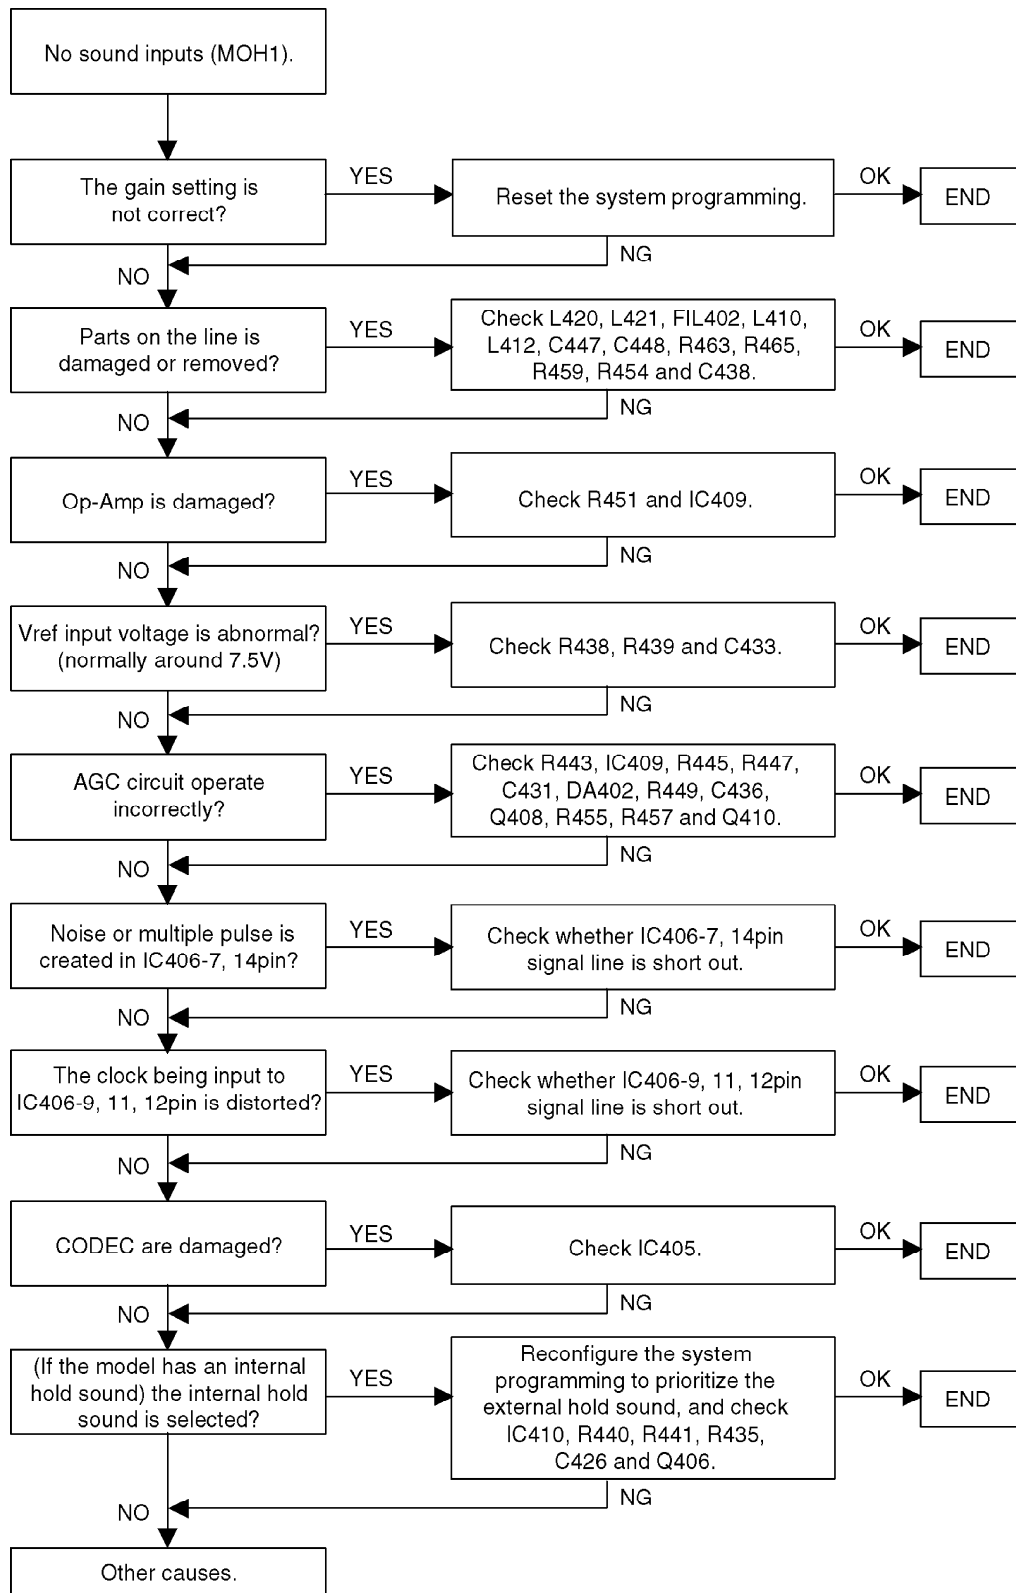 No sound inputs (MOH1).
The gain setting is
not correct?
YES
Reset the system programming.
OK
END
NG
NO
Parts on the line is
damaged or removed?
YES
Check L420, L421, FIL402, L410,
L412, C447, C448, R463, R465,
R459, R454 and C438.
OK
END
NG
NO
Op-Amp is damaged?
YES
Check R451 and IC409.
OK
END
NG
NO
Vref input voltage is abnormal?
(normally around 7.5V)
YES
Check R438, R439 and C433.
OK
END
NG
NO
AGC circuit operate
incorrectly?
YES
Check R443, IC409, R445, R447,
C431, DA402, R449, C436,
Q408, R455, R457 and Q410.
OK
END
NG
NO
Noise or multiple pulse is
created in IC406-7, 14pin?
YES
Check whether IC406-7, 14pin
signal line is short out.
OK
END
NG
NO
The clock being input to
IC406-9, 11, 12pin is distorted?
YES
Check whether IC406-9, 11, 12pin
signal line is short out.
OK
END
NG
NO
CODEC are damaged?
YES
Check IC405.
OK
END
NG
NO
(If the model has an internal
hold sound) the internal hold
sound is selected?
YES
Reconfigure the system
programming to prioritize the
external hold sound, and check
IC410, R440, R441, R435,
C426 and Q406.
OK
END
NG
NO
Other causes.